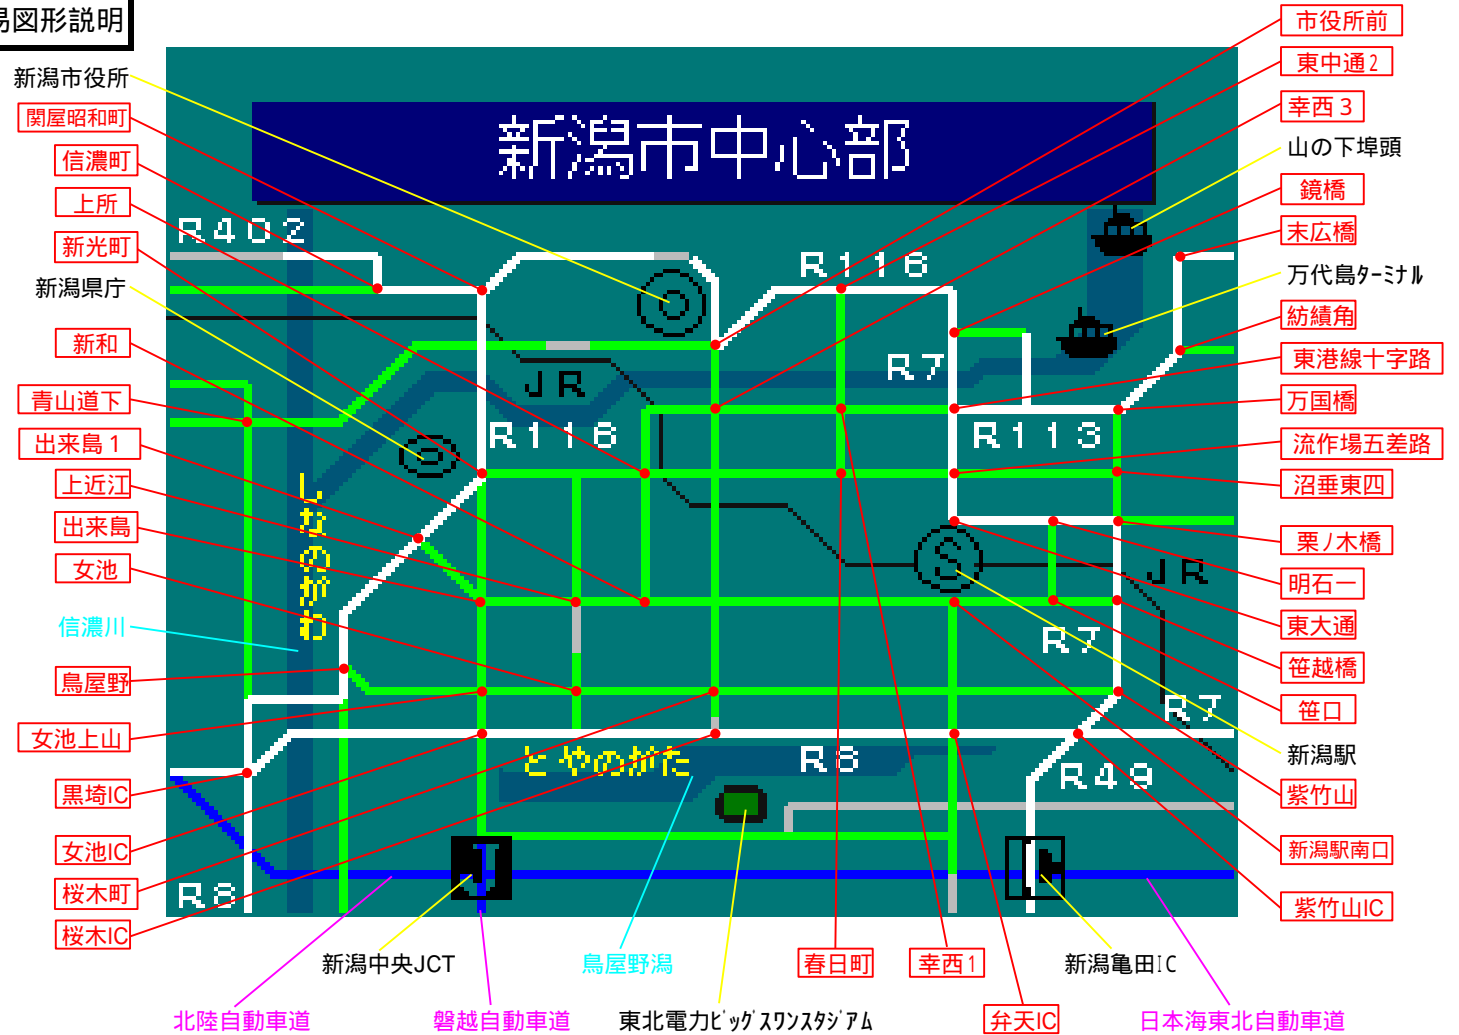 易図形説明
市役所前
東中通2
幸西3
山の下埠頭
鏡橋
末広橋
万代島ﾀｰﾐﾅﾙ
紡績角
東港線十字路
万国橋
流作場五差路
沼垂東四
栗ノ木橋
明石一
東大通
笹越橋
笹口
新潟駅
紫竹山
新潟駅南口
紫竹山IC
新潟市役所
関屋昭和町
信濃町
上所
新光町
新潟県庁
新和
青山道下
出来島1
上近江
出来島
女池
信濃川
鳥屋野
女池上山
黒埼IC
女池IC
桜木町
桜木IC
新潟市中心部
R402
R116
JR
R7
R116
R113
しなのがわ
S
JR
R7
R7
とやのがた
R8
R49
R8
新潟中央JCT
鳥屋野潟
春日町
幸西1
新潟亀田IC
北陸自動車道
磐越自動車道
東北電力ﾋﾞｯｸﾞｽﾜﾝｽﾀｼﾞｱﾑ
弁天IC
日本海東北自動車道